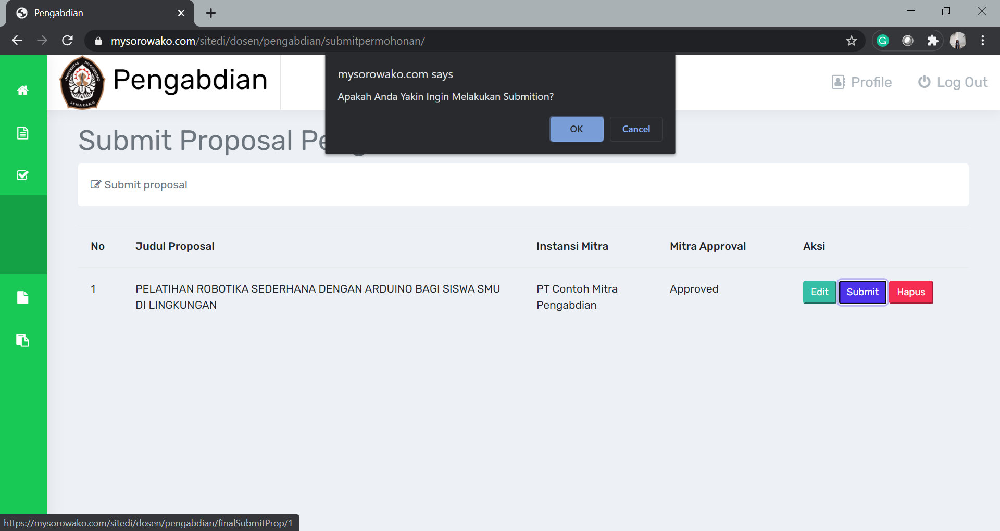 Pengabdian
mysorowako.com/sitedi/dosen/pengabdian/submitpermohonan/
UNIVERSITAS DIPONEGORO
SEMARANG
Pengabdian
mysorowako.com says
Apakah Anda Yakin Ingin Melakukan Submition?
OK
Cancel
Profile
Log Out
Submit Proposal
Submit proposal
No
Judul Proposal
Instansi Mitra
Mitra Approval
Aksi
1
PELATIHAN ROBOTIKA SEDERHANA DENGAN ARDUINO BAGI SISWA SMU
DI LINGKUNGAN
PT Contoh Mitra
Pengabdian
Approved
Edit
Submit
Hapus
https://mysorowako.com/sitedi/dosen/pengabdian/finalSubmitProp/1